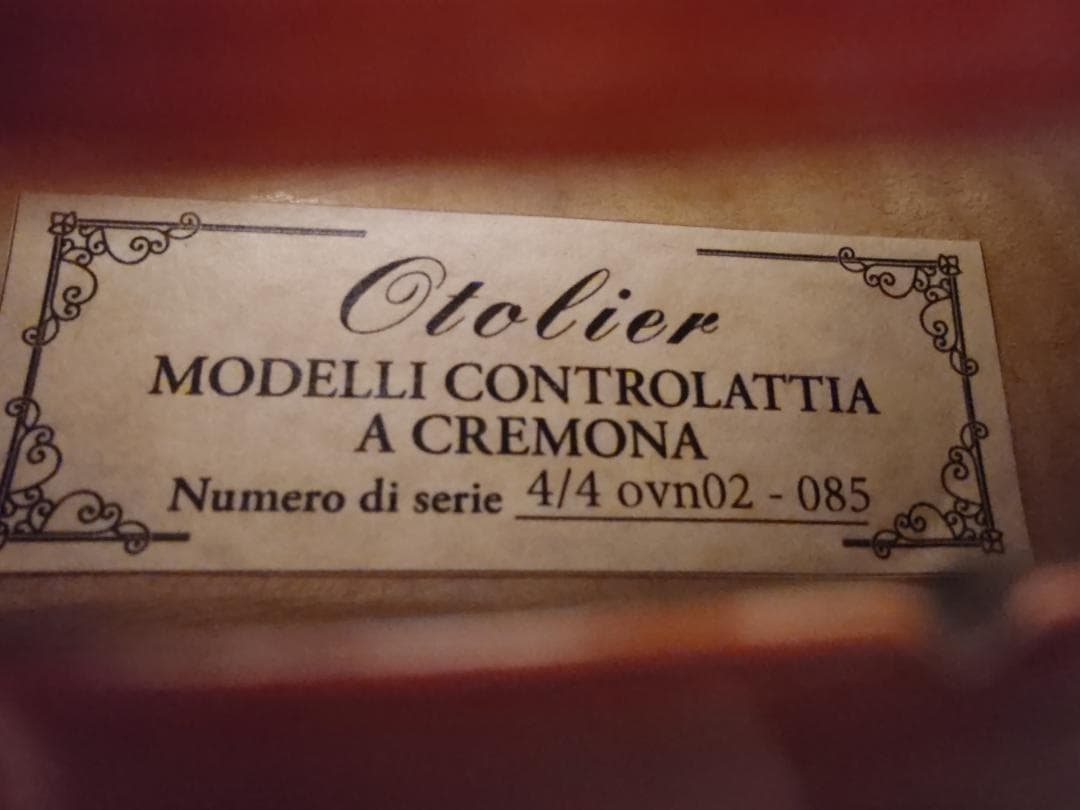 Otolier
MODELLI CONTROLATTIA
A CREMONA
Numero di serie 4/4 ovn02 - 085